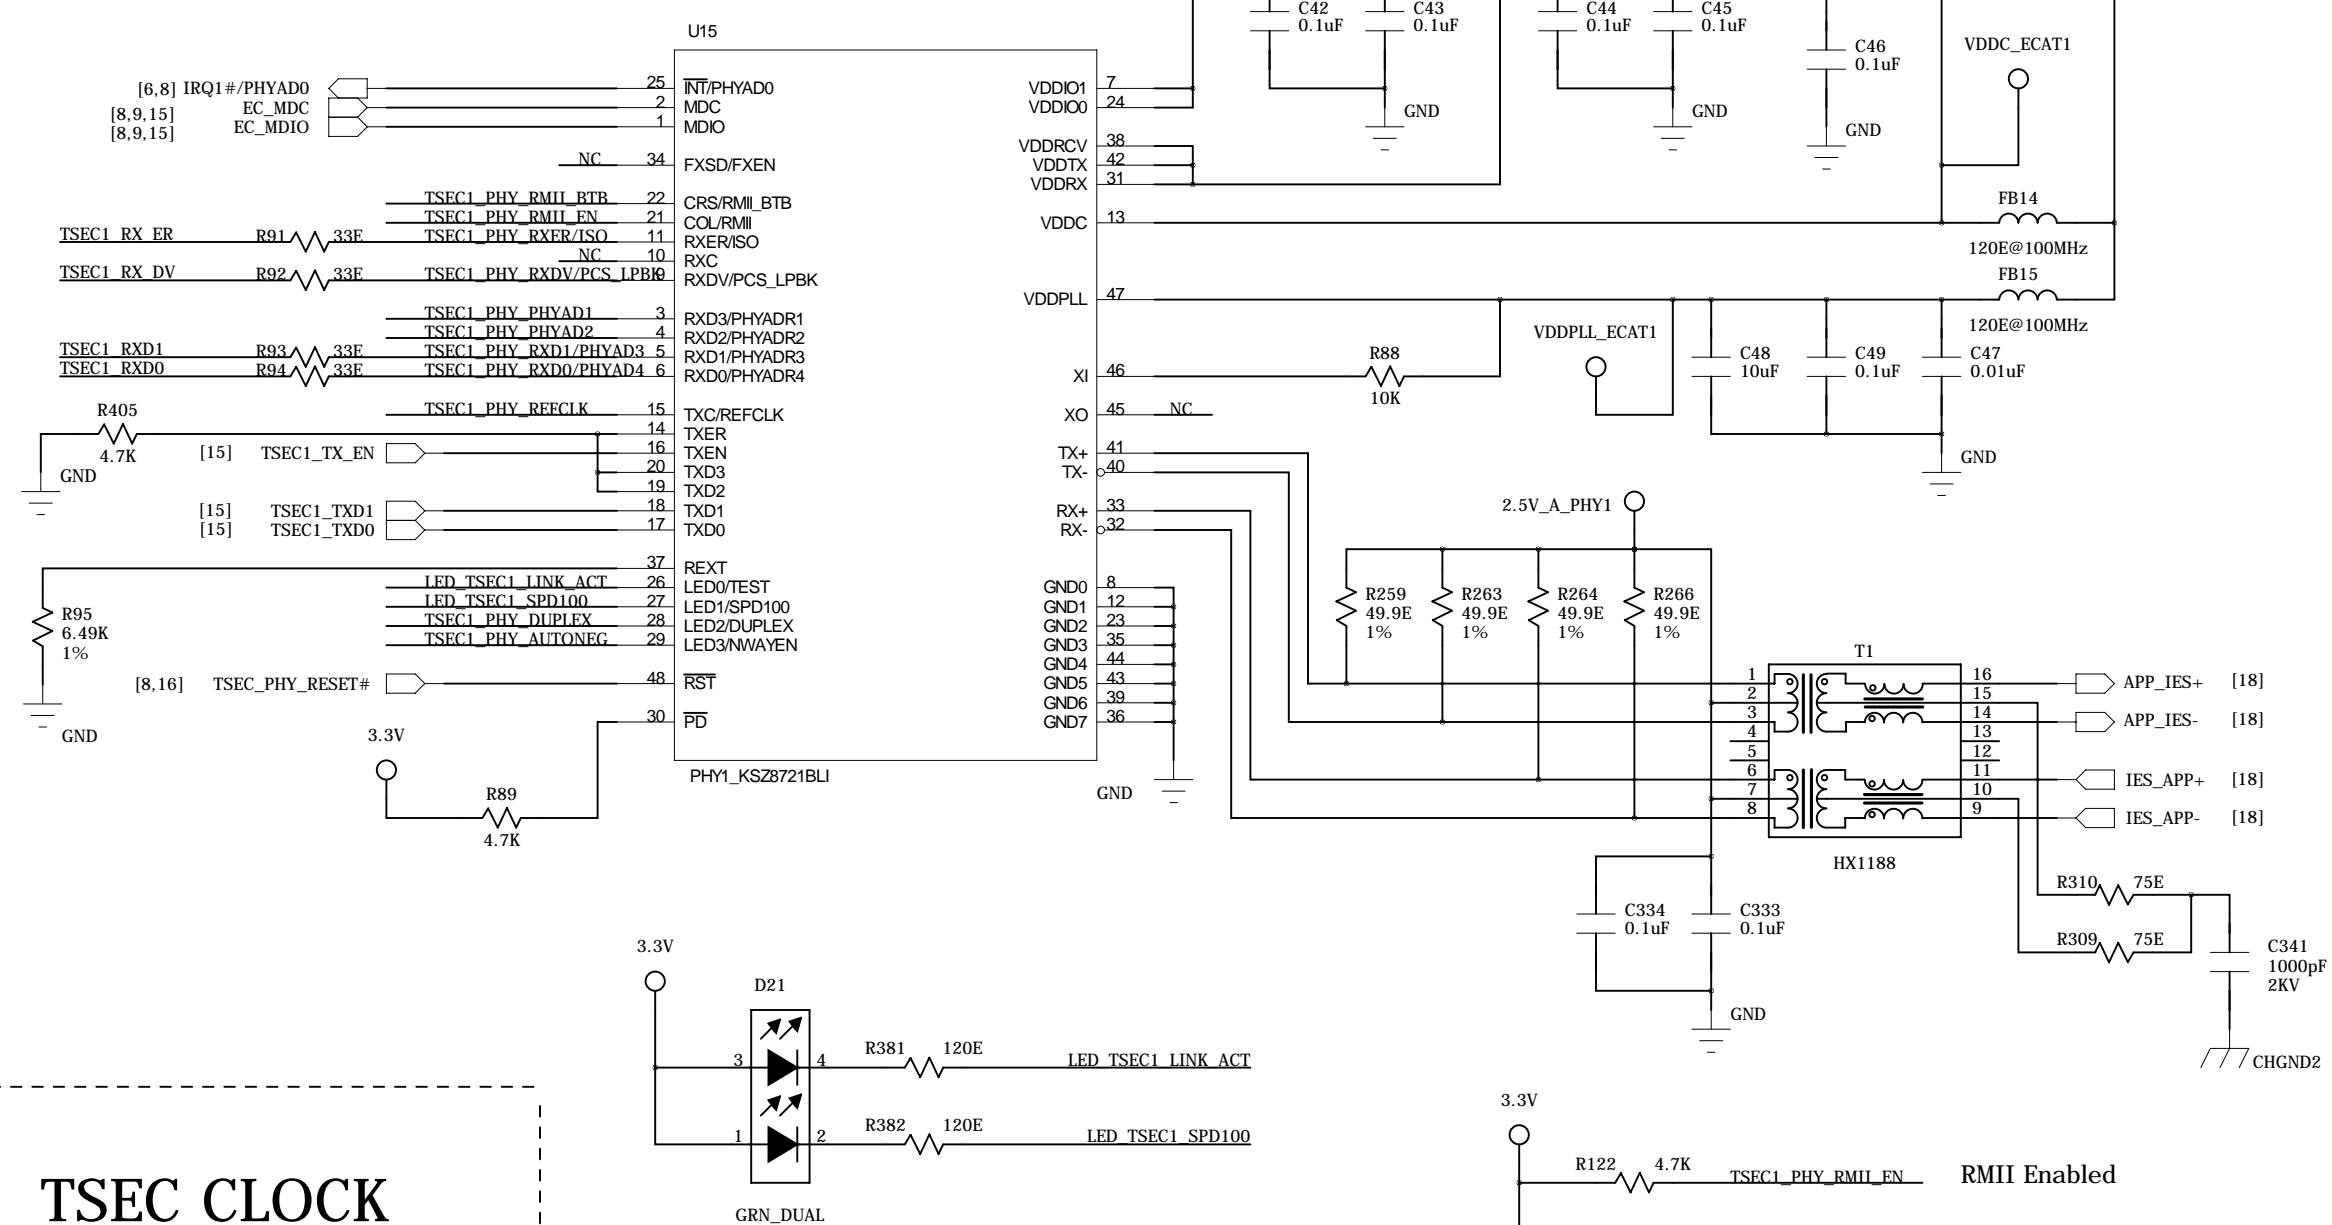 U15
C42
0.1uF
C43
0.1uF
C44
0.1uF
C45
0.1uF
C46
0.1uF
VDDC_ECAT1
GND
GND
GND
[6,8] IRQ1#/PHYAD0
[8,9,15] EC_MDC
[8,9,15] EC_MDIO
25 INT/PHYAD0
2 MDC
1 MDIO
NC 34 FXSD/FXEN
TSEC1_PHY_RMII_BTB 22 CRS/RMII_BTB
TSEC1_PHY_RMII_EN 21 COL/RMII
TSEC1_RX_ER R91 33E TSEC1_PHY_RXER/ISO 11 RXER/ISO
NC 10 RXC
TSEC1_RX_DV R92 33E TSEC1_PHY_RXDV/PCS_LPBK 9 RXDV/PCS_LPBK
TSEC1_PHY_PHYAD1 3 RXD3/PHYADR1
TSEC1_PHY_PHYAD2 4 RXD2/PHYADR2
TSEC1_RXD1 R93 33E TSEC1_PHY_RXD1/PHYAD3 5 RXD1/PHYADR3
TSEC1_RXD0 R94 33E TSEC1_PHY_RXD0/PHYAD4 6 RXD0/PHYADR4
R405
4.7K
GND
TSEC1_PHY_REFCLK 15 TXC/REFCLK
14 TXER
[15] TSEC1_TX_EN 16 TXEN
20 TXD3
19 TXD2
[15] TSEC1_TXD1 18 TXD1
[15] TSEC1_TXD0 17 TXD0
37 REXT
LED_TSEC1_LINK_ACT 26 LED0/TEST
LED_TSEC1_SPD100 27 LED1/SPD100
TSEC1_PHY_DUPLEX 28 LED2/DUPLEX
TSEC1_PHY_AUTONEG 29 LED3/NWAYEN
R95
6.49K
1%
GND
[8,16] TSEC_PHY_RESET# 48 RST
30 PD
3.3V
R89
4.7K
PHY1_KSZ8721BLI
VDDIO1 7
VDDIO0 24
VDDRCV 38
VDDTX 42
VDDRX 31
VDDC 13
VDDPLL 47
XI 46
XO 45 NC
TX+ 41
TX- 40
RX+ 33
RX- 32
GND0 8
GND1 12
GND2 23
GND3 35
GND4 44
GND5 43
GND6 39
GND7 36
GND
FB14
120E@100MHz
FB15
120E@100MHz
VDDPLL_ECAT1
R88
10K
C48
10uF
C49
0.1uF
C47
0.01uF
GND
2.5V_A_PHY1
R259
49.9E
1%
R263
49.9E
1%
R264
49.9E
1%
R266
49.9E
1%
T1
1
2
3
4
5
6
7
8
16
15
14
13
12
11
10
9
HX1188
APP_IES+ [18]
APP_IES- [18]
IES_APP+ [18]
IES_APP- [18]
R310 75E
R309 75E
C341
1000pF
2KV
CHGND2
C334
0.1uF
C333
0.1uF
GND
3.3V
D21
3 4 R381 120E LED_TSEC1_LINK_ACT
1 2 R382 120E LED_TSEC1_SPD100
GRN_DUAL
3.3V
R122 4.7K TSEC1_PHY_RMII_EN RMII Enabled
TSEC CLOCK